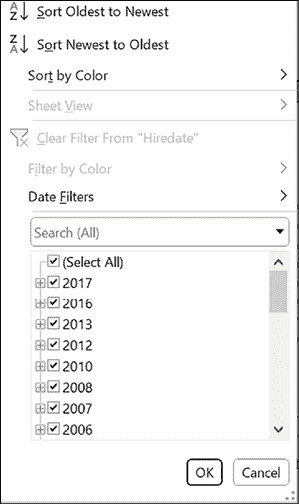 A
Z
Sort Oldest to Newest
Z
A
Sort Newest to Oldest
Sort by Color
Sheet View
Clear Filter From "Hiredate"
Filter by Color
Date Filters
Search (All)
(Select All)
2017
2016
2013
2012
2010
2008
2007
2006
OK
Cancel